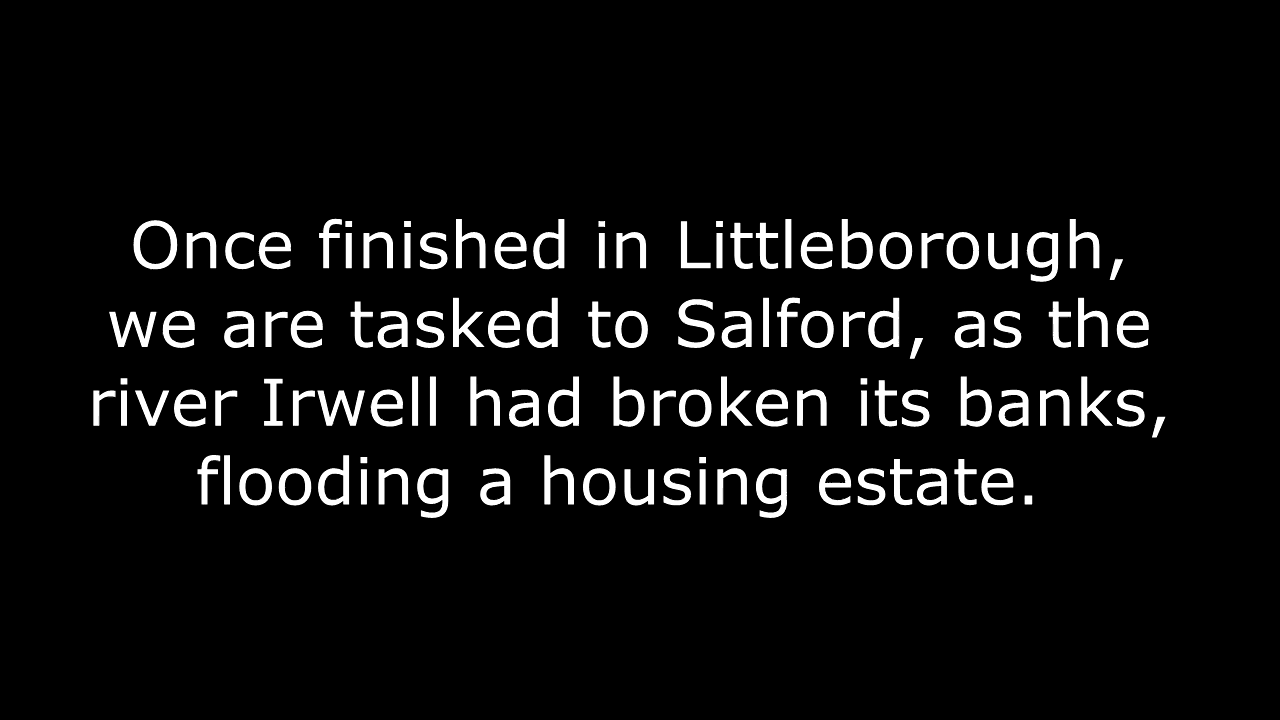 Once finished in Littleborough,
we are tasked to Salford, as the
river Irwell had broken its banks,
flooding a housing estate.